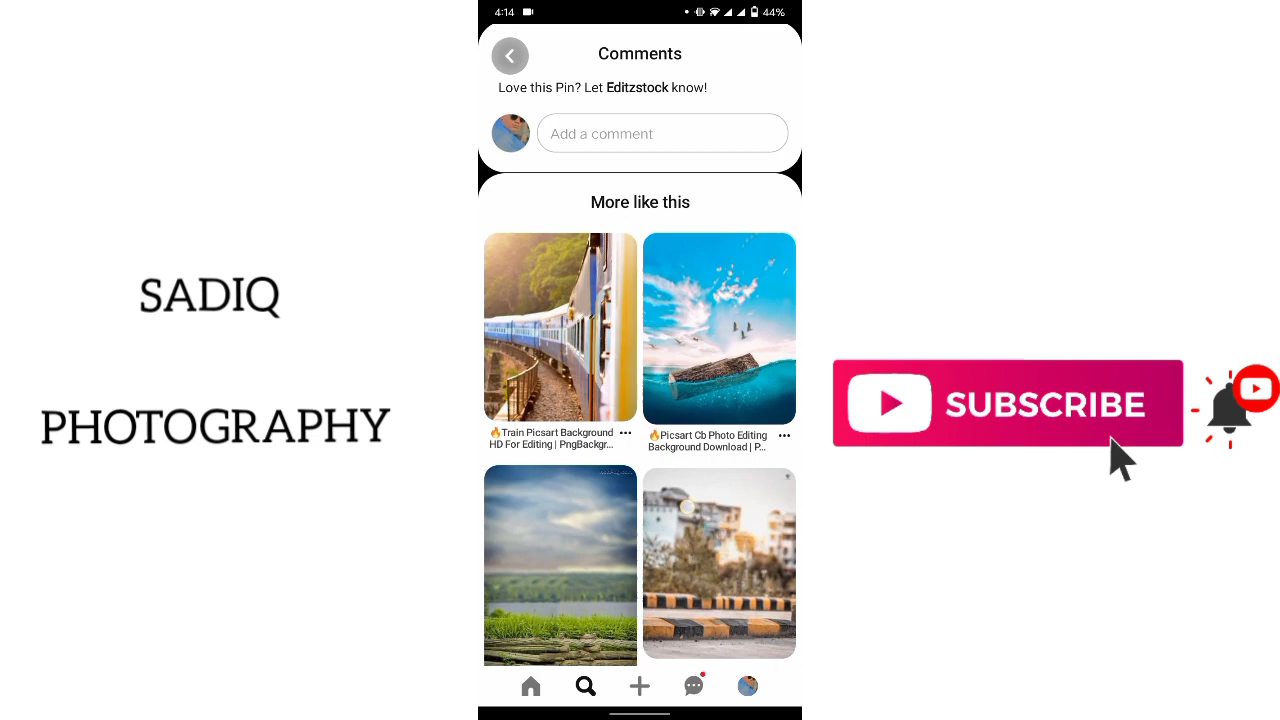 4:14
44%
Comments
Love this Pin? Let Editzstock know!
Add a comment
More like this
🔥Train Picsart Background
HD For Editing | PngBackgr...
🔥Picsart Cb Photo Editing
Background Download | P...
SADIQ
PHOTOGRAPHY
SUBSCRIBE